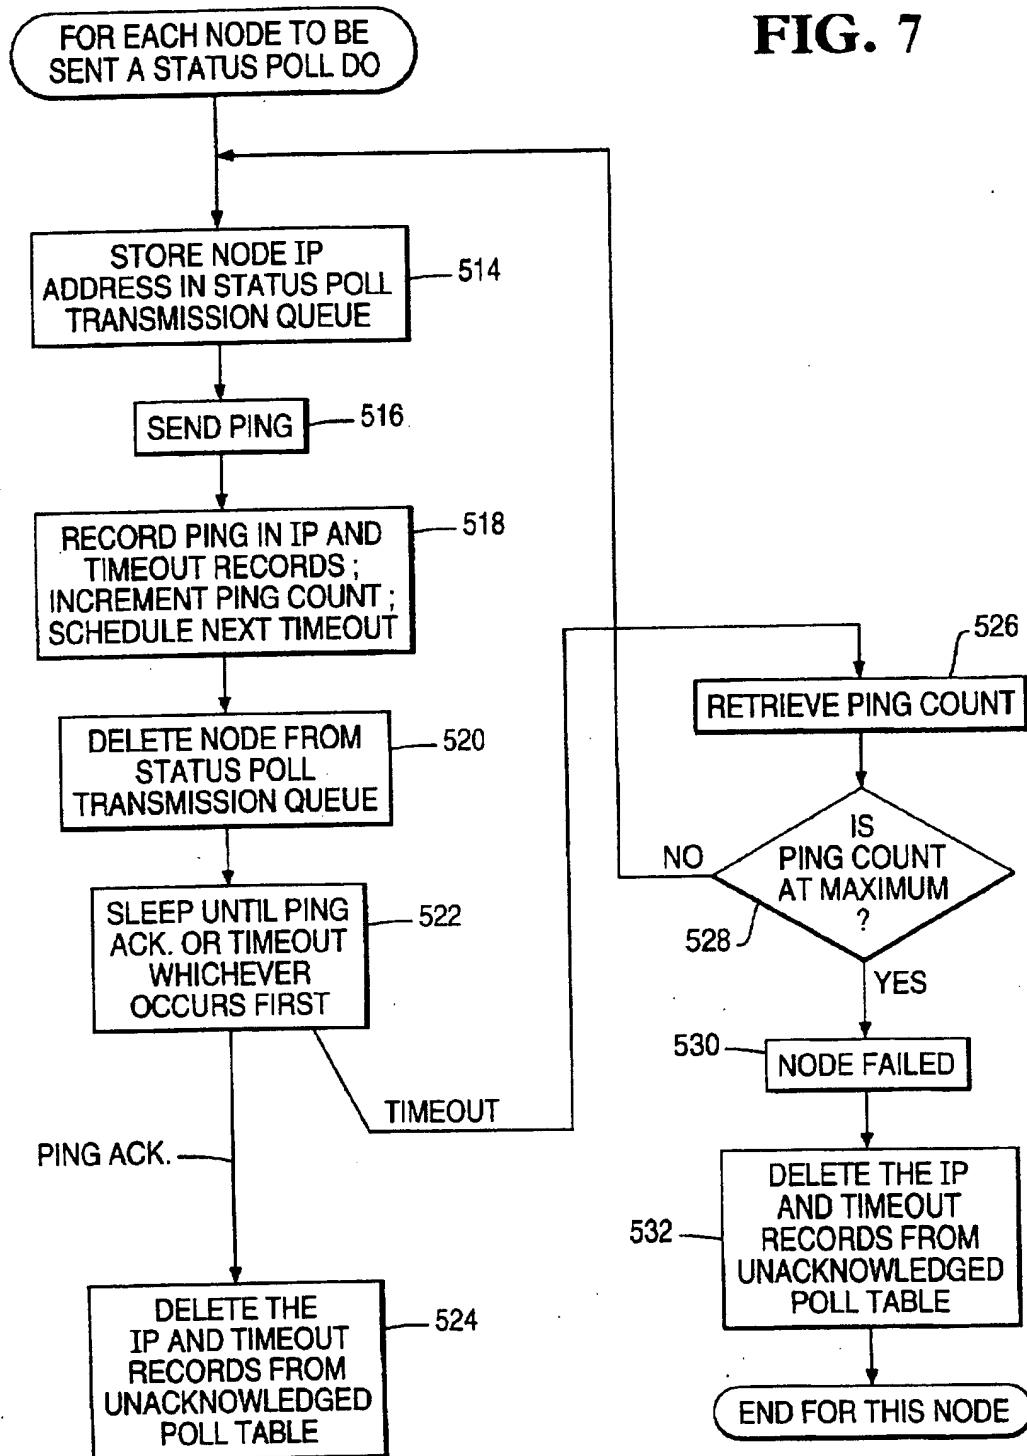 FIG. 7
FOR EACH NODE TO BE
SENT A STATUS POLL DO
STORE NODE IP
ADDRESS IN STATUS POLL
TRANSMISSION QUEUE
514
SEND PING
516
RECORD PING IN IP AND
TIMEOUT RECORDS ;
INCREMENT PING COUNT ;
SCHEDULE NEXT TIMEOUT
518
DELETE NODE FROM
STATUS POLL
TRANSMISSION QUEUE
520
SLEEP UNTIL PING
ACK. OR TIMEOUT
WHICHEVER
OCCURS FIRST
522
TIMEOUT
PING ACK.
DELETE THE
IP AND TIMEOUT
RECORDS FROM
UNACKNOWLEDGED
POLL TABLE
524
526
RETRIEVE PING COUNT
IS
PING COUNT
AT MAXIMUM
?
528
NO
YES
530
NODE FAILED
DELETE THE IP
AND TIMEOUT
RECORDS FROM
UNACKNOWLEDGED
POLL TABLE
532
END FOR THIS NODE